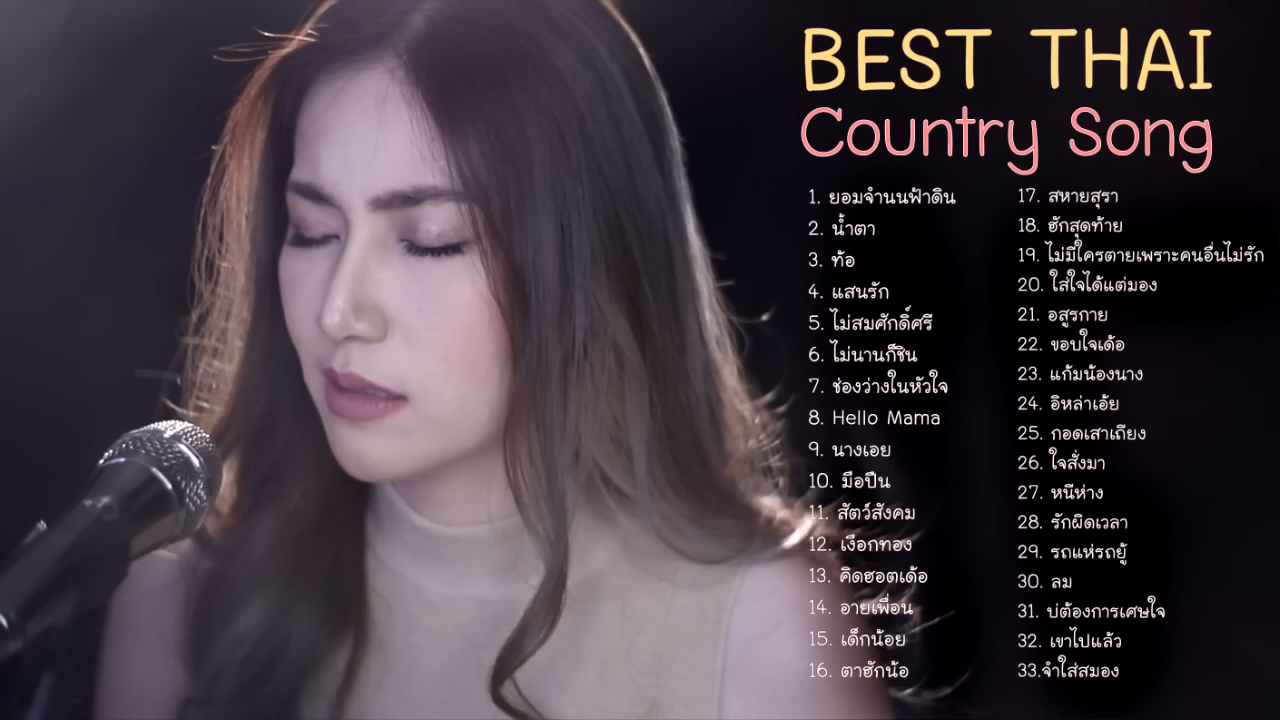 BEST THAI
Country Song
1. ยอมจำนนฟ้าดิน
2. น้ำตา
3. ท้อ
4. แสนรัก
5. ไม่สมศักดิ์ศรี
6. ไม่นานก็ชิน
7. ช่องว่างในหัวใจ
8. Hello Mama
9. นางเอย
10. มือปืน
11. สัตว์สังคม
12. เงือกทอง
13. คิดฮอตเด้อ
14. อายเพื่อน
15. เด็กน้อย
16. ตาฮักน้อ
17. สหายสุรา
18. ฮักสุดท้าย
19. ไม่มีใครตายเพราะคนอื่นไม่รัก
20. ใส่ใจได้แต่มอง
21. อสูรกาย
22. ขอบใจเด้อ
23. แก้มน้องนาง
24. อิหล่าเอ้ย
25. กอดเสาเถียง
26. ใจสั่งมา
27. หนีห่าง
28. รักผิดเวลา
29. รถแห่รถยู้
30. ลม
31. บ่ต้องการเศษใจ
32. เขาไปแล้ว
33.จำใส่สมอง